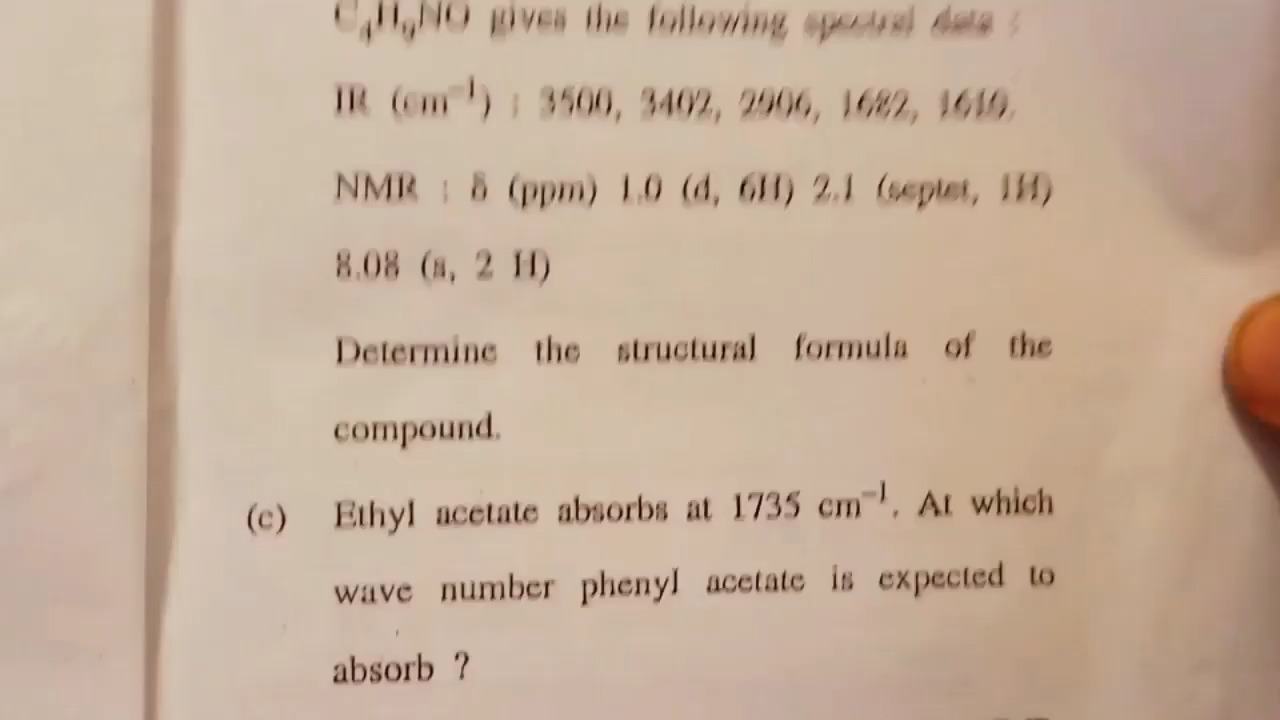 C₄H₉NO gives the following spectral data :
IR (cm⁻¹) : 3500, 3402, 2906, 1682, 1610.
NMR : δ (ppm) 1.0 (d, 6H) 2.1 (septet, 1H)
8.08 (s, 2 H)
Determine the structural formula of the
compound.
(c) Ethyl acetate absorbs at 1735 cm⁻¹. At which
wave number phenyl acetate is expected to
absorb ?